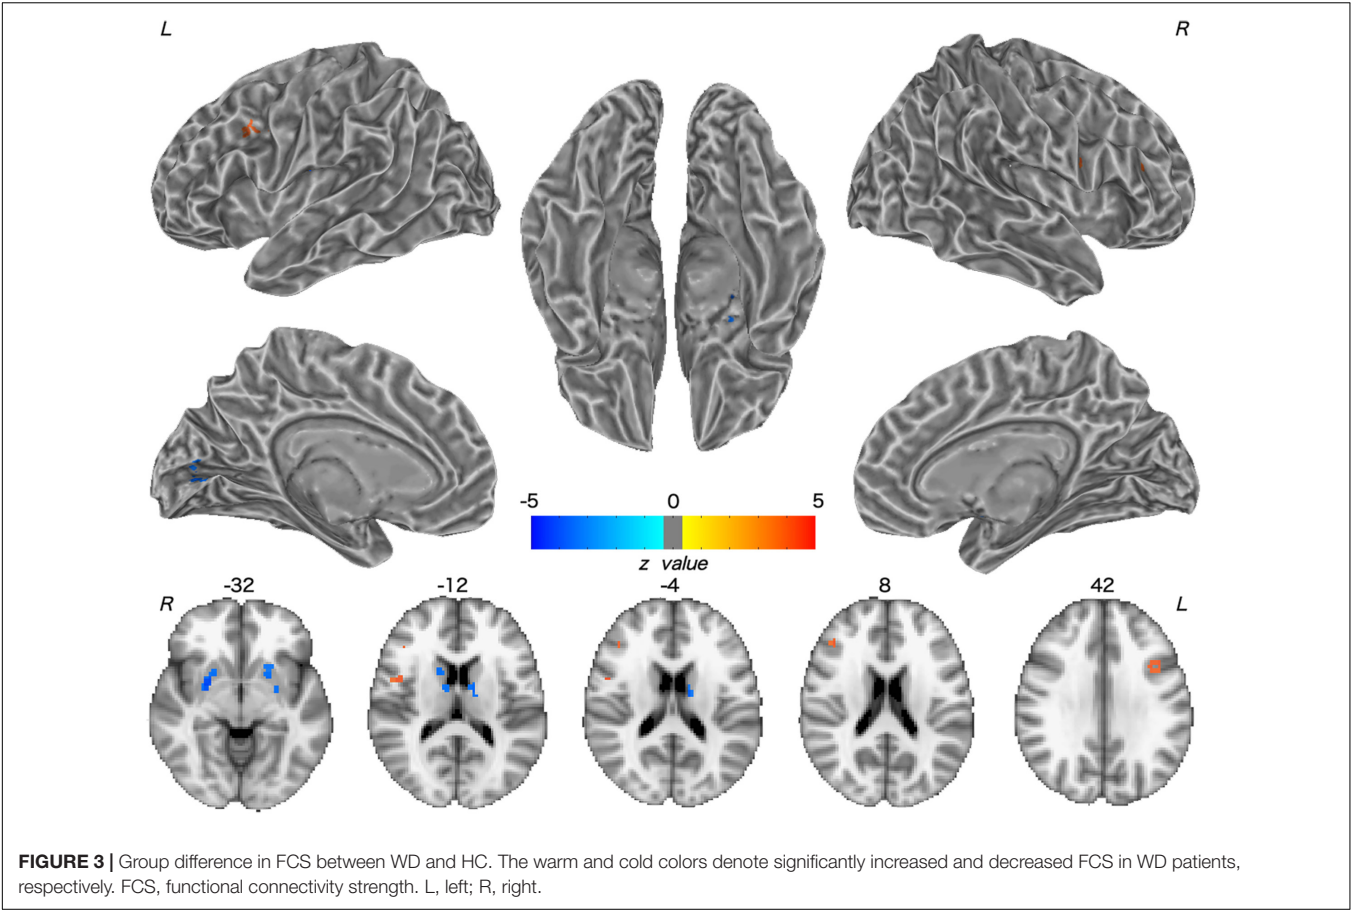 L
R
-5 0 5
z value
-32 -12 -4 8 42
R
L
FIGURE 3 | Group difference in FCS between WD and HC. The warm and cold colors denote significantly increased and decreased FCS in WD patients,
respectively. FCS, functional connectivity strength. L, left; R, right.